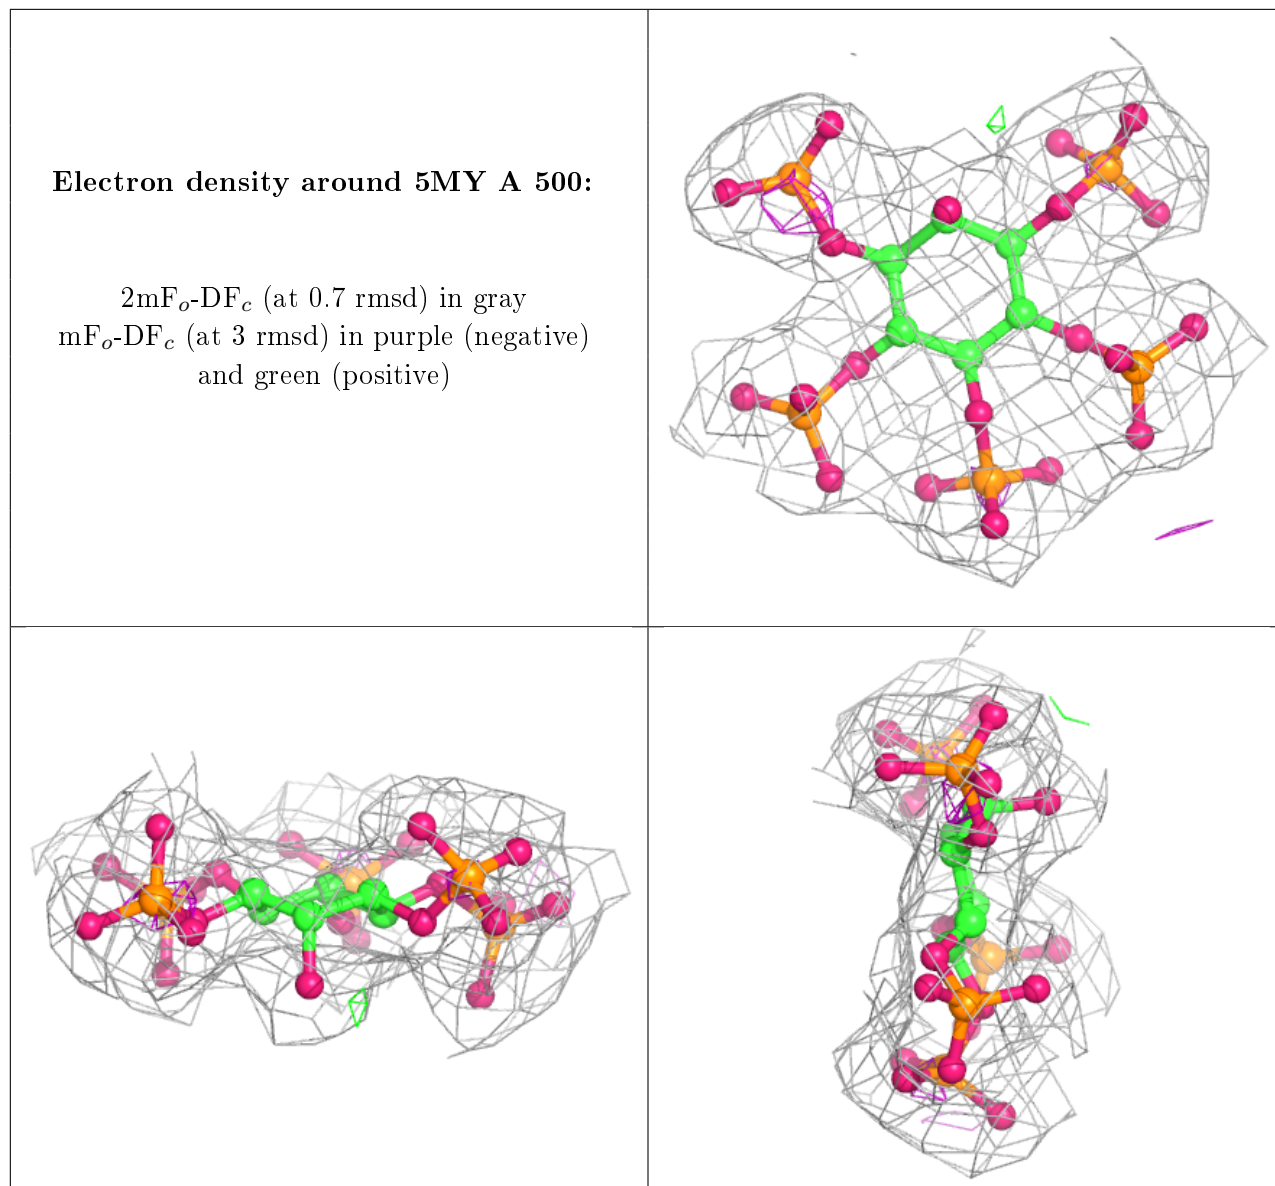 Electron density around 5MY A 500:
2mFo-DFc (at 0.7 rmsd) in gray
mFo-DFc (at 3 rmsd) in purple (negative)
and green (positive)